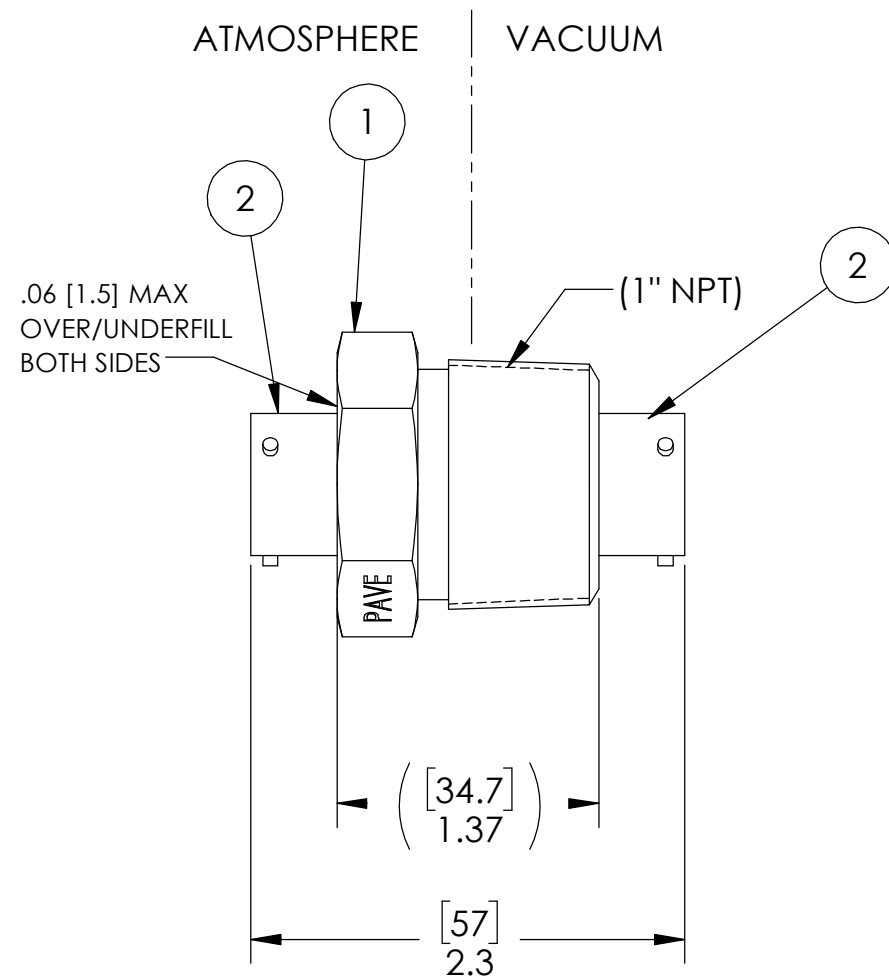 ATMOSPHERE
VACUUM
1
2
2
.06 [1.5] MAX
OVER/UNDERFILL
BOTH SIDES
(1" NPT)
PAVE
([34.7]
1.37)
[57]
2.3